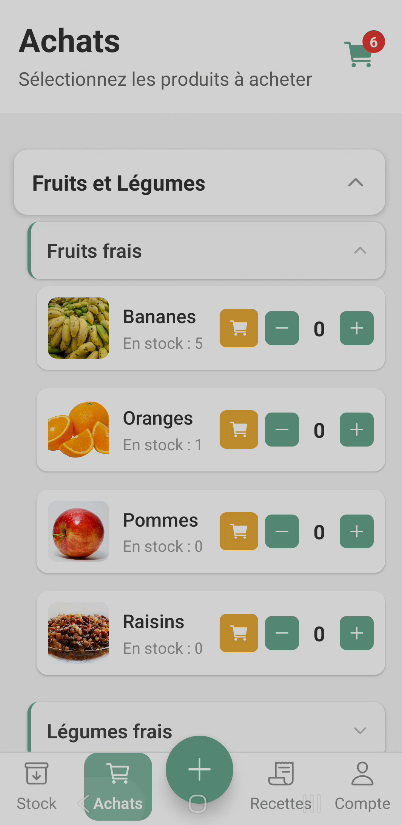 Achats
6
Sélectionnez les produits à acheter
Fruits et Légumes
Fruits frais
Bananes
En stock : 5
0
Oranges
En stock : 1
0
Pommes
En stock : 0
0
Raisins
En stock : 0
0
Légumes frais
Stock
Achats
Recettes
Compte